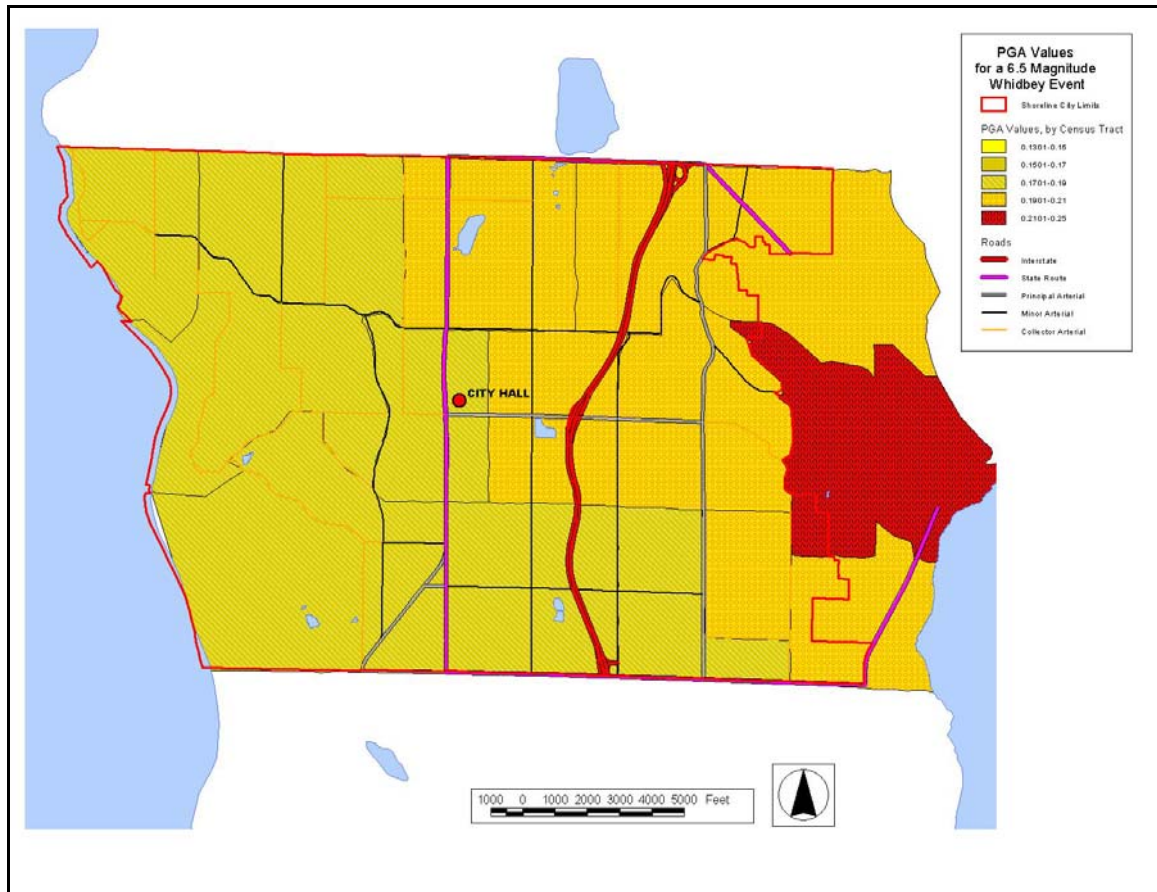 PGA Values
for a 6.5 Magnitude
Whidbey Event
Shoreline City Limits
PGA Values, by Census Tract
0.1301-0.15
0.1501-0.17
0.1701-0.19
0.1901-0.21
0.2101-0.25
Roads
Interstate
State Route
Principal Arterial
Minor Arterial
Collector Arterial
CITY HALL
1000 0 1000 2000 3000 4000 5000 Feet